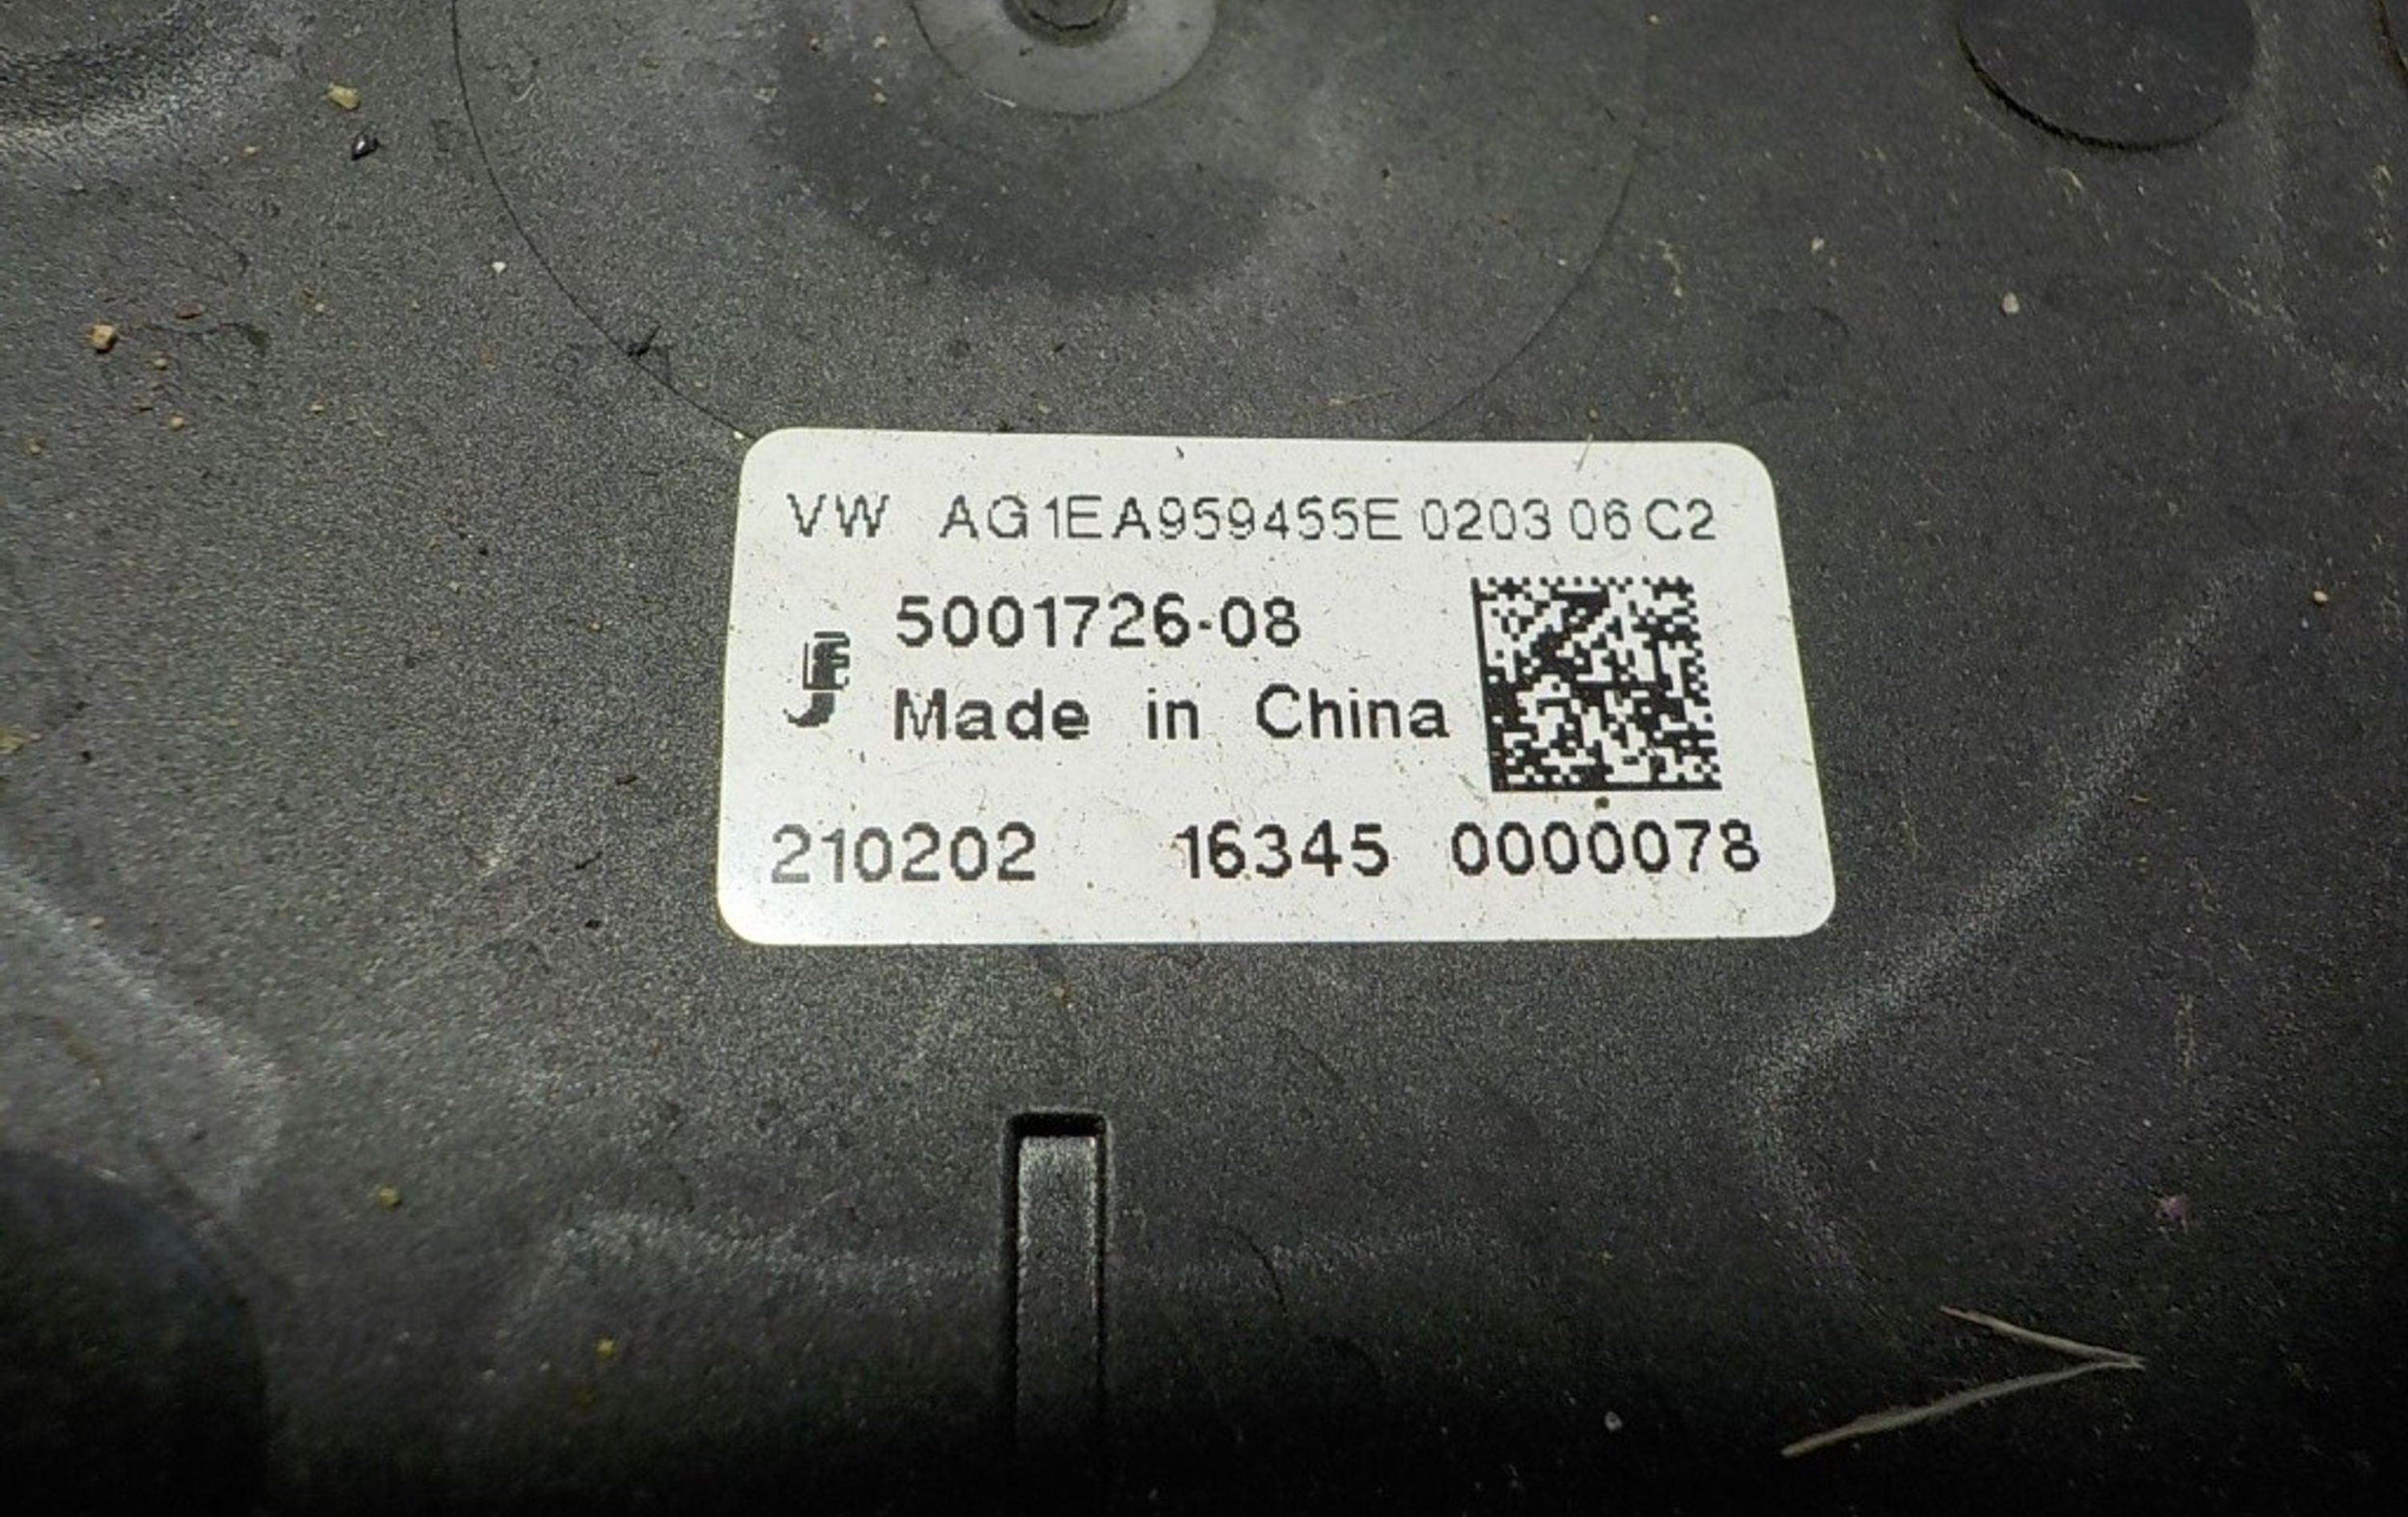 VW AG 1EA959455E 0203 06 C2
5001726-08
Made in China
210202 16345 0000078